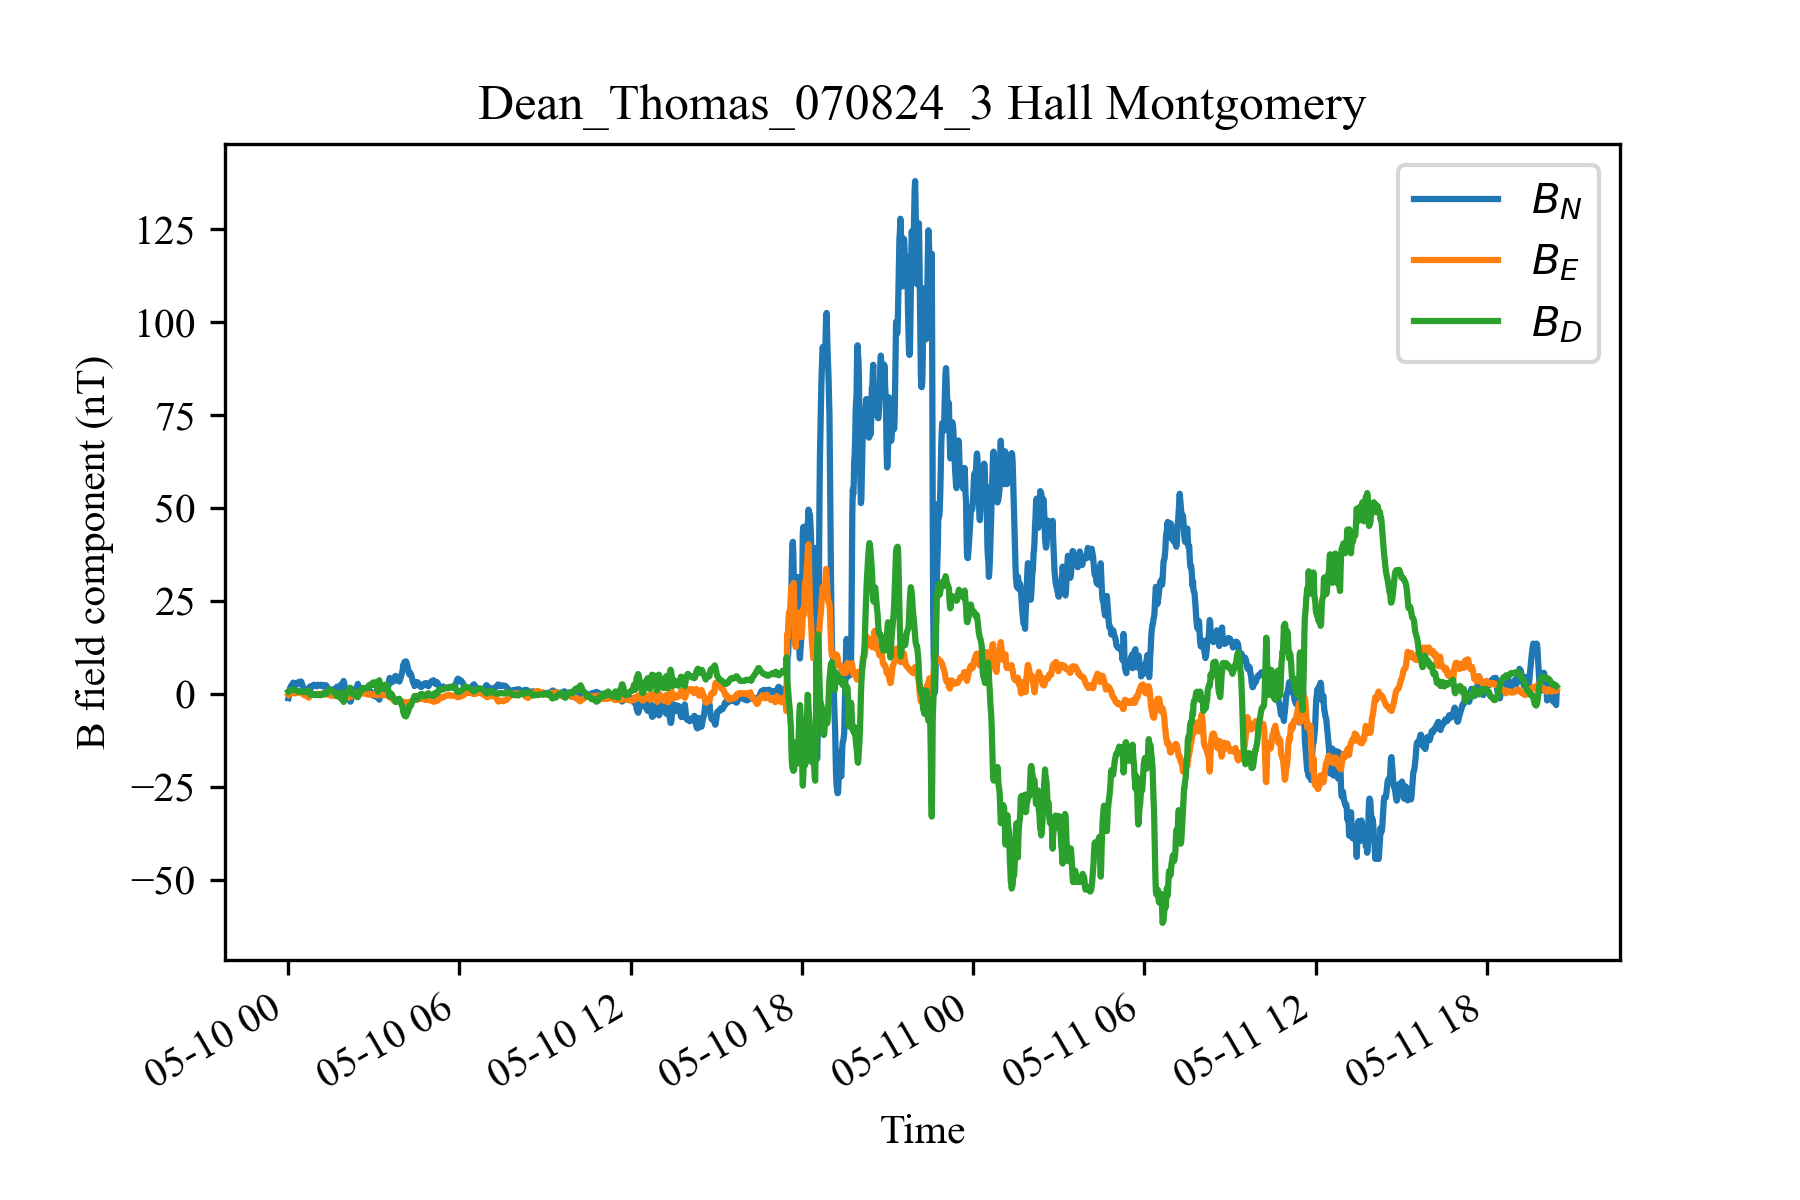 Dean_Thomas_070824_3 Hall Montgomery
B field component (nT)
125
100
75
50
25
0
−25
−50
B_N
B_E
B_D
05-10 00
05-10 06
05-10 12
05-10 18
05-11 00
05-11 06
05-11 12
05-11 18
Time